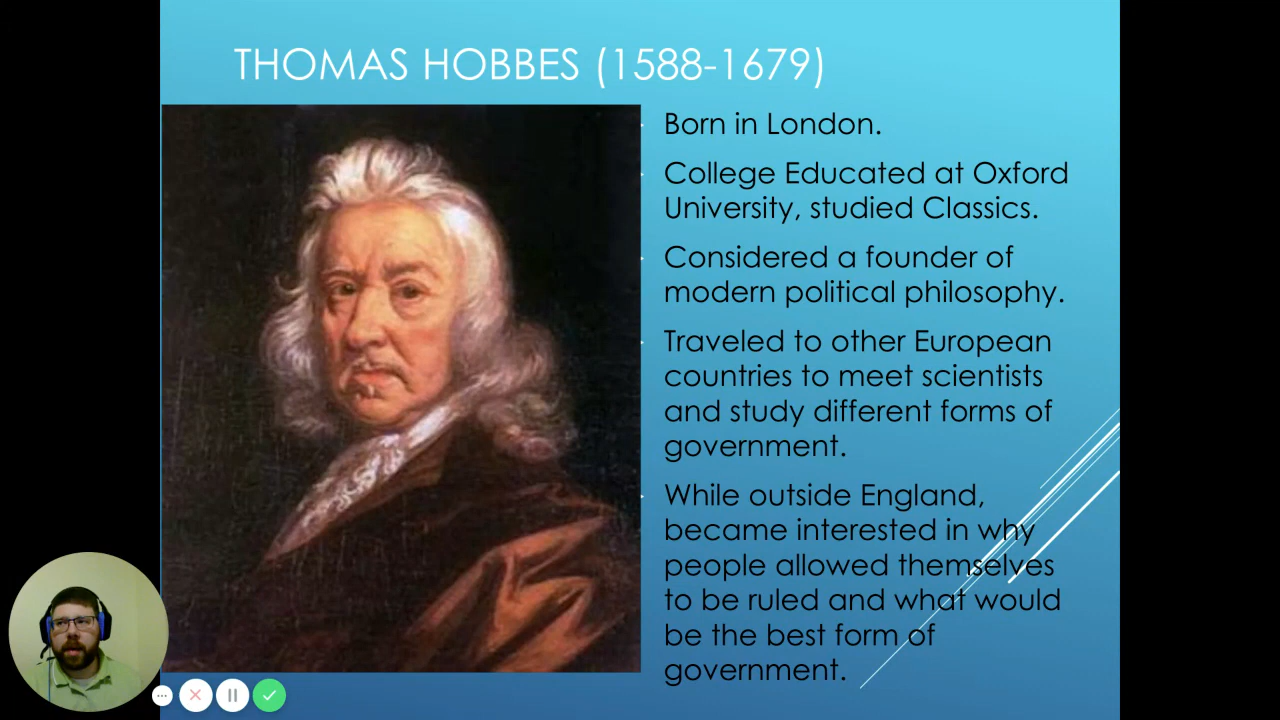 THOMAS HOBBES (1588-1679)
Born in London.
College Educated at Oxford
University, studied Classics.
Considered a founder of
modern political philosophy.
Traveled to other European
countries to meet scientists
and study different forms of
government.
While outside England,
became interested in why
people allowed themselves
to be ruled and what would
be the best form of
government.